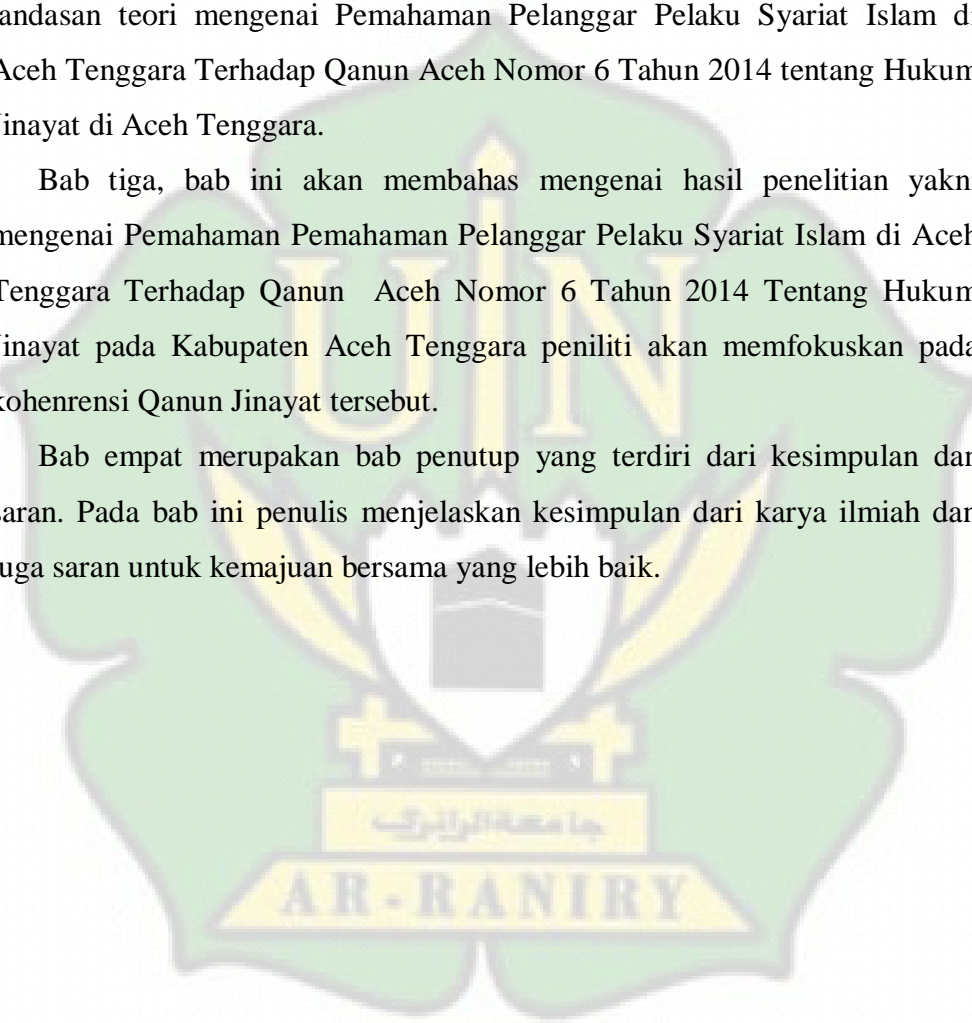 andasan teori mengenai Pemahaman Pelanggar Pelaku Syariat Islam di
Aceh Tenggara Terhadap Qanun Aceh Nomor 6 Tahun 2014 tentang Hukum
Jinayat di Aceh Tenggara.
Bab tiga, bab ini akan membahas mengenai hasil penelitian yakni
mengenai Pemahaman Pemahaman Pelanggar Pelaku Syariat Islam di Aceh
Tenggara Terhadap Qanun Aceh Nomor 6 Tahun 2014 Tentang Hukum
Jinayat pada Kabupaten Aceh Tenggara peniliti akan memfokuskan pada
kohenrensi Qanun Jinayat tersebut.
Bab empat merupakan bab penutup yang terdiri dari kesimpulan dan
saran. Pada bab ini penulis menjelaskan kesimpulan dari karya ilmiah dan
juga saran untuk kemajuan bersama yang lebih baik.
UIN
جامعة الرانري
AR-RANIRY